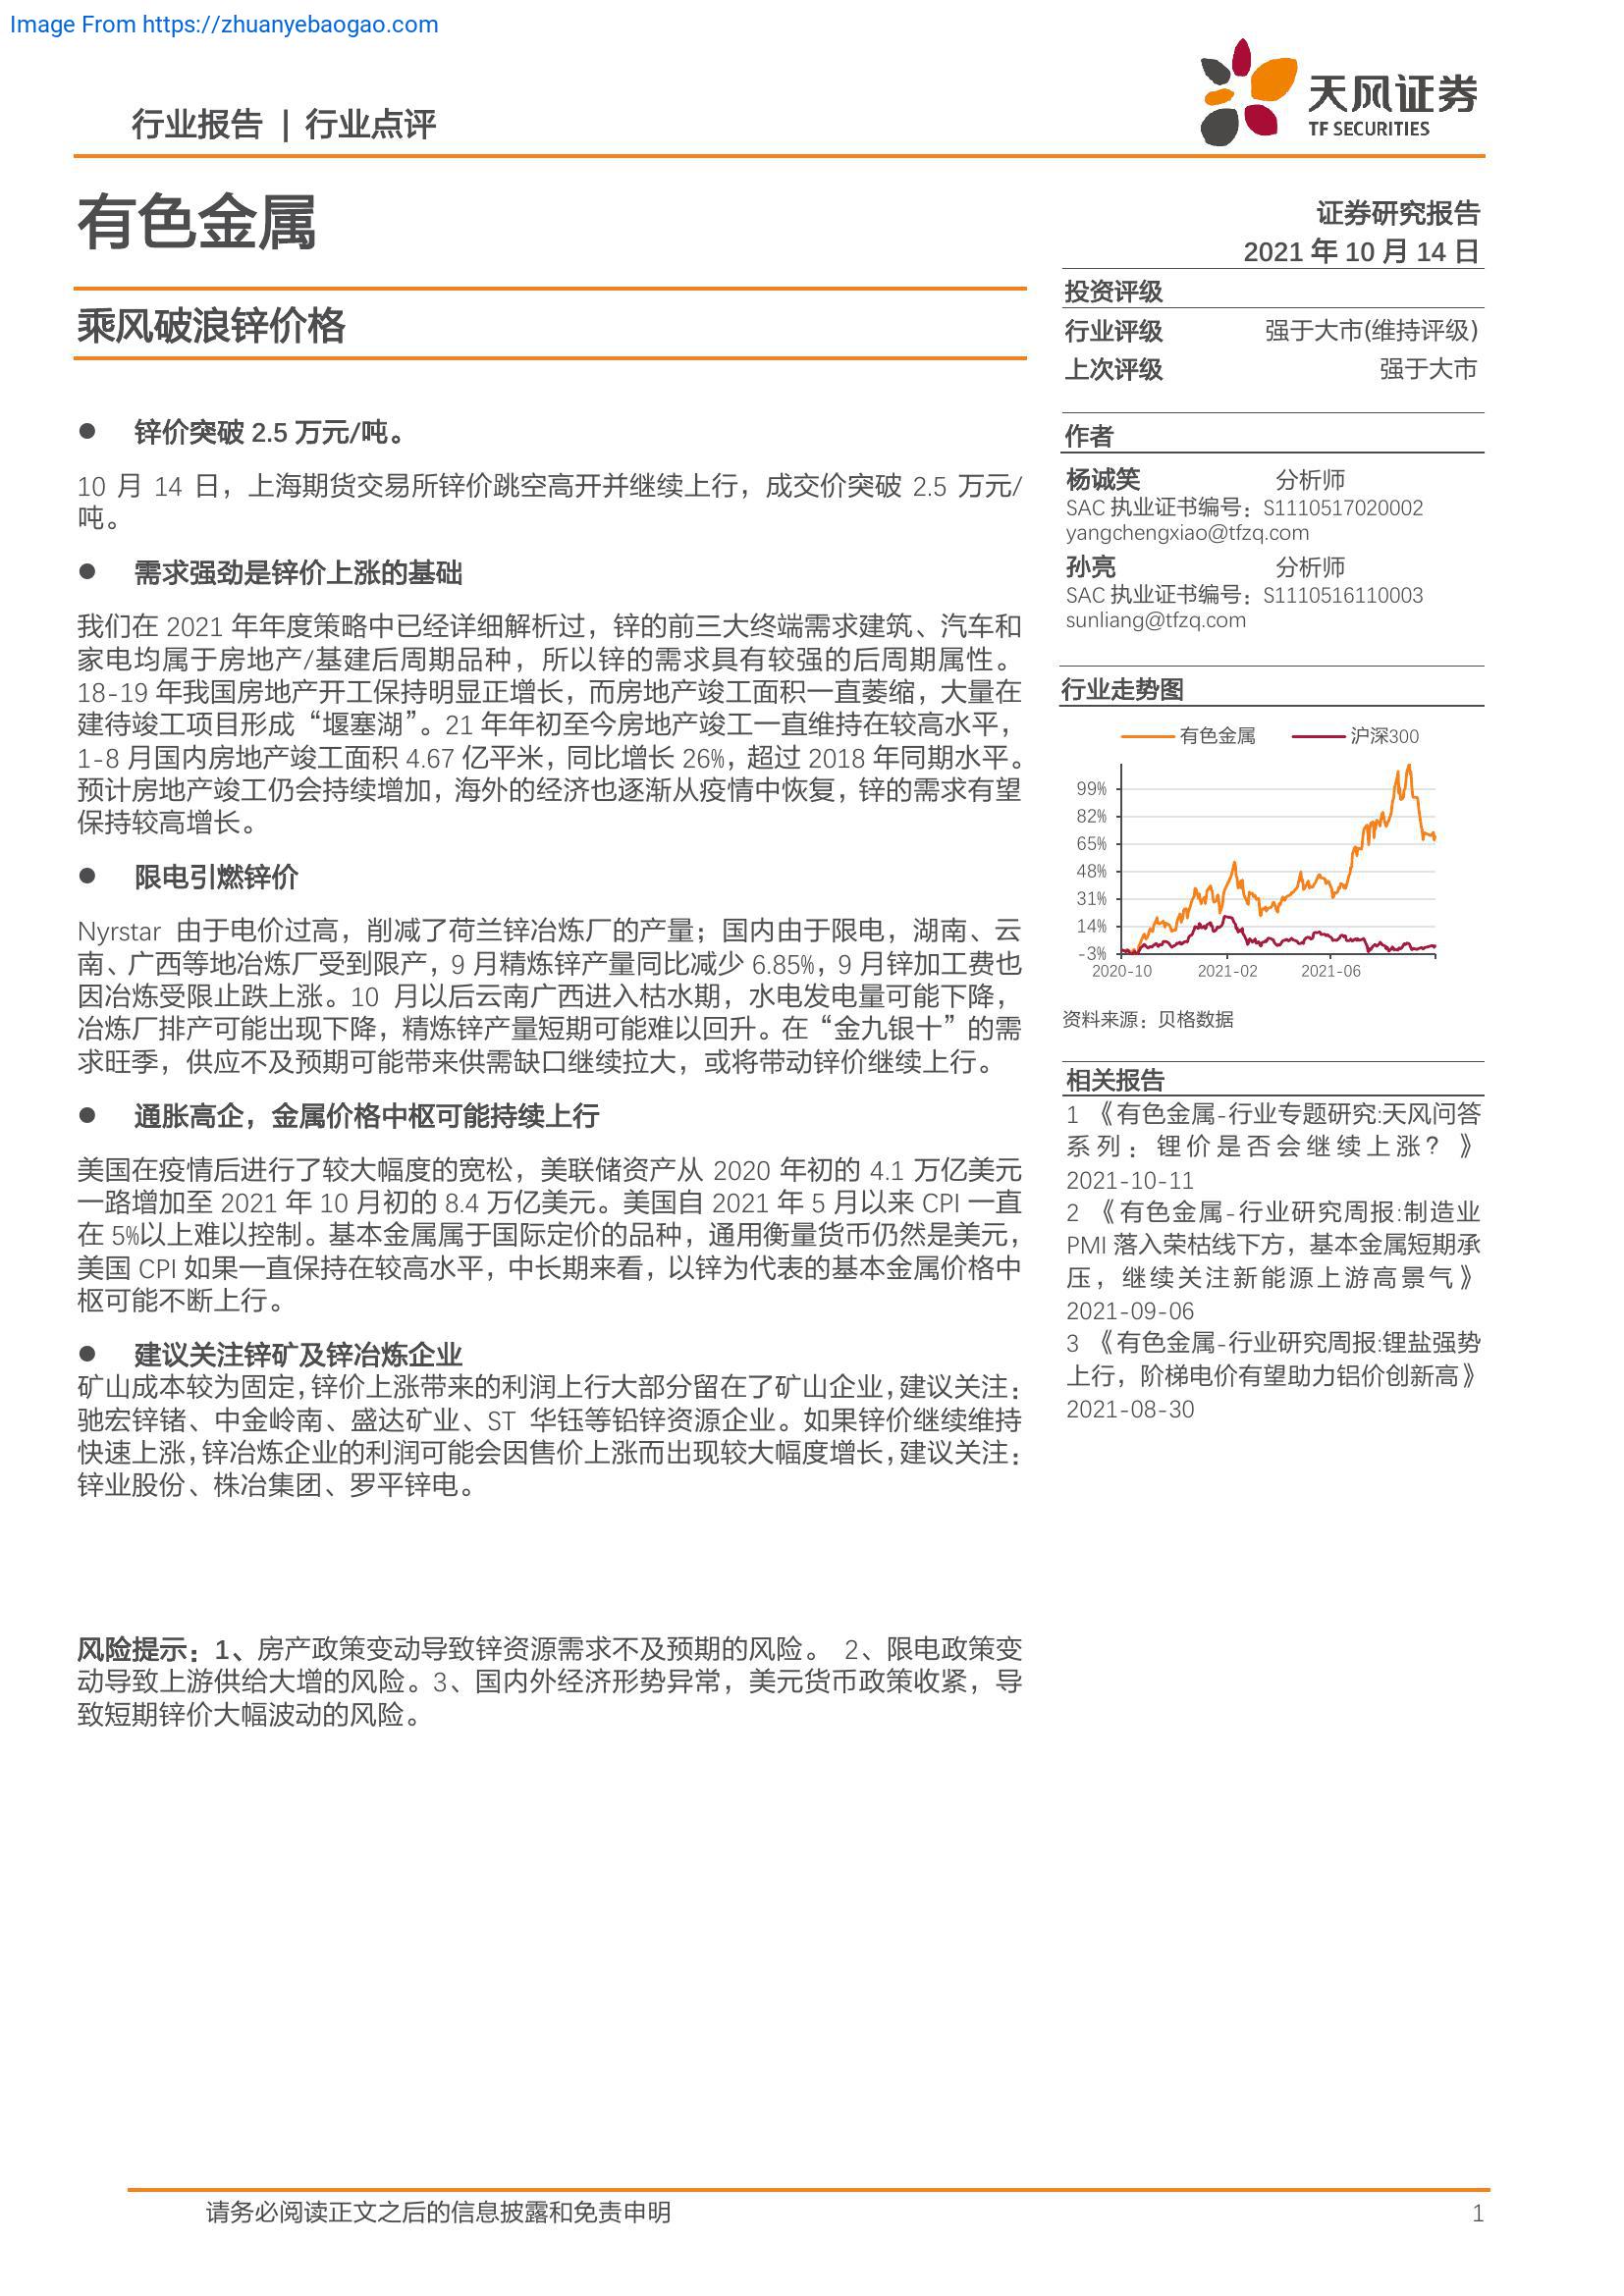 Image From https://zhuanyebaogao.com
行业报告 | 行业点评
天风证券
TF SECURITIES
有色金属
证券研究报告
2021 年 10 月 14 日
乘风破浪锌价格
投资评级
行业评级 强于大市(维持评级)
上次评级 强于大市
作者
杨诚笑 分析师
SAC 执业证书编号：S1110517020002
yangchengxiao@tfzq.com
孙亮 分析师
SAC 执业证书编号：S1110516110003
sunliang@tfzq.com
行业走势图
有色金属 沪深300
99%
82%
65%
48%
31%
14%
-3%
2020-10 2021-02 2021-06
资料来源：贝格数据
相关报告
1 《有色金属-行业专题研究:天风问答
系列：锂价是否会继续上涨？》
2021-10-11
2 《有色金属-行业研究周报:制造业
PMI 落入荣枯线下方，基本金属短期承
压，继续关注新能源上游高景气》
2021-09-06
3 《有色金属-行业研究周报:锂盐强势
上行，阶梯电价有望助力铝价创新高》
2021-08-30
● 锌价突破 2.5 万元/吨。
10 月 14 日，上海期货交易所锌价跳空高开并继续上行，成交价突破 2.5 万元/
吨。
● 需求强劲是锌价上涨的基础
我们在 2021 年年度策略中已经详细解析过，锌的前三大终端需求建筑、汽车和
家电均属于房地产/基建后周期品种，所以锌的需求具有较强的后周期属性。
18-19 年我国房地产开工保持明显正增长，而房地产竣工面积一直萎缩，大量在
建待竣工项目形成“堰塞湖”。21 年年初至今房地产竣工一直维持在较高水平，
1-8 月国内房地产竣工面积 4.67 亿平米，同比增长 26%，超过 2018 年同期水平。
预计房地产竣工仍会持续增加，海外的经济也逐渐从疫情中恢复，锌的需求有望
保持较高增长。
● 限电引燃锌价
Nyrstar 由于电价过高，削减了荷兰锌冶炼厂的产量；国内由于限电，湖南、云
南、广西等地冶炼厂受到限产，9 月精炼锌产量同比减少 6.85%，9 月锌加工费也
因冶炼受限止跌上涨。10 月以后云南广西进入枯水期，水电发电量可能下降，
冶炼厂排产可能出现下降，精炼锌产量短期可能难以回升。在“金九银十”的需
求旺季，供应不及预期可能带来供需缺口继续拉大，或将带动锌价继续上行。
● 通胀高企，金属价格中枢可能持续上行
美国在疫情后进行了较大幅度的宽松，美联储资产从 2020 年初的 4.1 万亿美元
一路增加至 2021 年 10 月初的 8.4 万亿美元。美国自 2021 年 5 月以来 CPI 一直
在 5%以上难以控制。基本金属属于国际定价的品种，通用衡量货币仍然是美元，
美国 CPI 如果一直保持在较高水平，中长期来看，以锌为代表的基本金属价格中
枢可能不断上行。
● 建议关注锌矿及锌冶炼企业
矿山成本较为固定，锌价上涨带来的利润上行大部分留在了矿山企业，建议关注：
驰宏锌锗、中金岭南、盛达矿业、ST 华钰等铅锌资源企业。如果锌价继续维持
快速上涨，锌冶炼企业的利润可能会因售价上涨而出现较大幅度增长，建议关注：
锌业股份、株冶集团、罗平锌电。
风险提示：1、房产政策变动导致锌资源需求不及预期的风险。 2、限电政策变
动导致上游供给大增的风险。3、国内外经济形势异常，美元货币政策收紧，导
致短期锌价大幅波动的风险。
请务必阅读正文之后的信息披露和免责申明 1